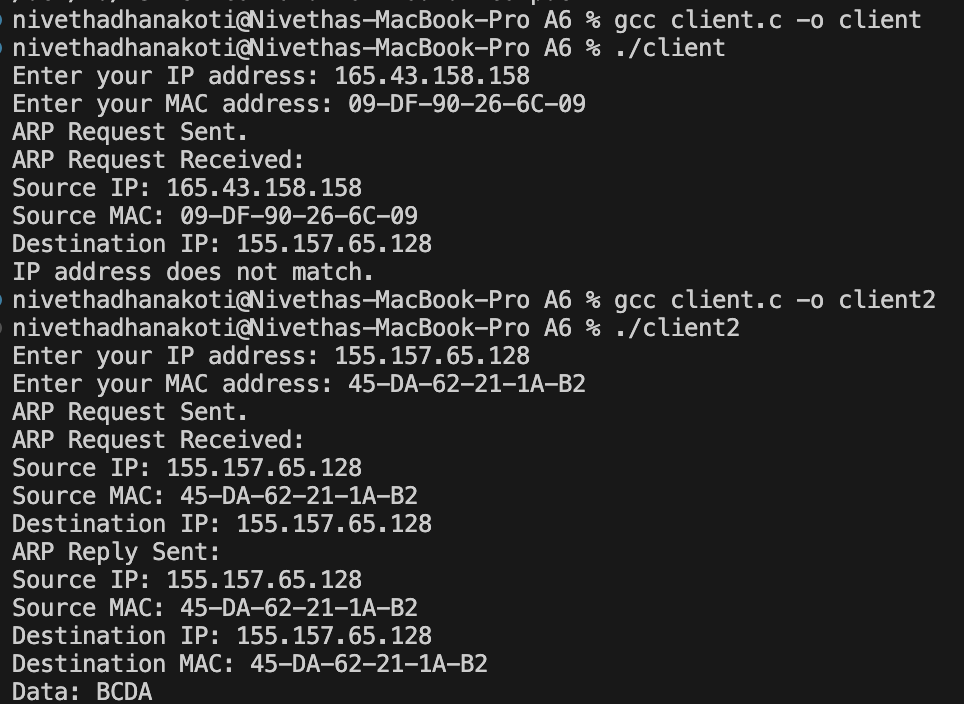 nivethadhanakoti@Nivethas-MacBook-Pro A6 % gcc client.c -o client
nivethadhanakoti@Nivethas-MacBook-Pro A6 % ./client
Enter your IP address: 165.43.158.158
Enter your MAC address: 09-DF-90-26-6C-09
ARP Request Sent.
ARP Request Received:
Source IP: 165.43.158.158
Source MAC: 09-DF-90-26-6C-09
Destination IP: 155.157.65.128
IP address does not match.
nivethadhanakoti@Nivethas-MacBook-Pro A6 % gcc client.c -o client2
nivethadhanakoti@Nivethas-MacBook-Pro A6 % ./client2
Enter your IP address: 155.157.65.128
Enter your MAC address: 45-DA-62-21-1A-B2
ARP Request Sent.
ARP Request Received:
Source IP: 155.157.65.128
Source MAC: 45-DA-62-21-1A-B2
Destination IP: 155.157.65.128
ARP Reply Sent:
Source IP: 155.157.65.128
Source MAC: 45-DA-62-21-1A-B2
Destination IP: 155.157.65.128
Destination MAC: 45-DA-62-21-1A-B2
Data: BCDA